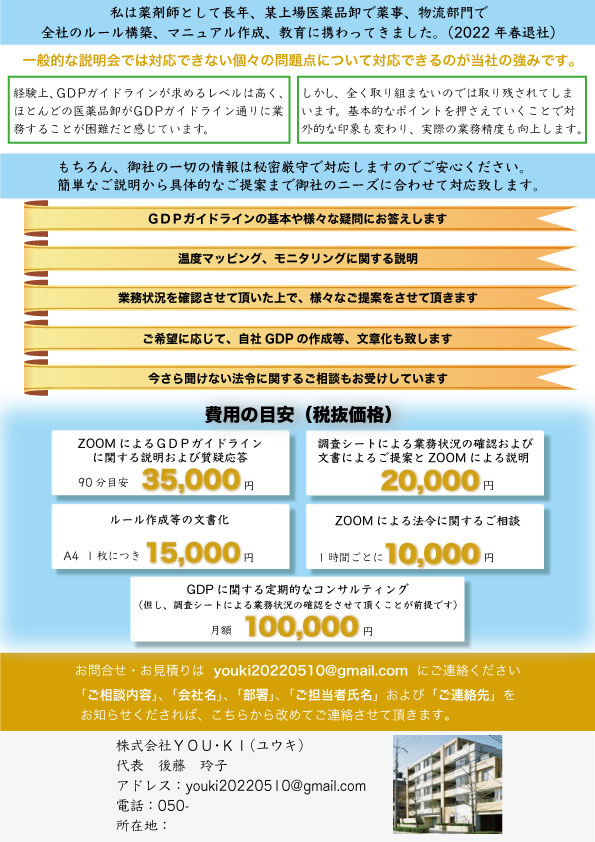 私は薬剤師として長年、某上場医薬品卸で薬事、物流部門で
全社のルール構築、マニュアル作成、教育に携わってきました。（2022年春退社）
一般的な説明会では対応できない個々の問題点について対応できるのが当社の強みです。
経験上、GDPガイドラインが求めるレベルは高く、
ほとんどの医薬品卸がGDPガイドライン通りに業
務することが困難だと感じています。
しかし、全く取り組まないのでは取り残されてしま
います。基本的なポイントを押さえていくことで対
外的な印象も変わり、実際の業務精度も向上します。
もちろん、御社の一切の情報は秘密厳守で対応しますのでご安心ください。
簡単なご説明から具体的なご提案まで御社のニーズに合わせて対応致します。
ＧＤＰガイドラインの基本や様々な疑問にお答えします
温度マッピング、モニタリングに関する説明
業務状況を確認させて頂いた上で、様々なご提案をさせて頂きます
ご希望に応じて、自社GDPの作成等、文章化も致します
今さら聞けない法令に関するご相談もお受けしています
費用の目安（税抜価格）
ZOOMによるＧＤＰガイドライン
に関する説明および質疑応答
90分目安 35,000円
調査シートによる業務状況の確認および
文書によるご提案とZOOMによる説明
20,000円
ルール作成等の文書化
A4 1枚につき 15,000円
ZOOMによる法令に関するご相談
1時間ごとに 10,000円
GDPに関する定期的なコンサルティング
（但し、調査シートによる業務状況の確認をさせて頂くことが前提です）
月額 100,000円
お問合せ・お見積りは youki20220510@gmail.com にご連絡ください
「ご相談内容」、「会社名」、「部署」、「ご担当者氏名」および「ご連絡先」を
お知らせくだされば、こちらから改めてご連絡させて頂きます。
株式会社ＹＯＵ・ＫＩ（ユウキ）
代表 後藤 玲子
アドレス：youki20220510@gmail.com
電話：050-
所在地：